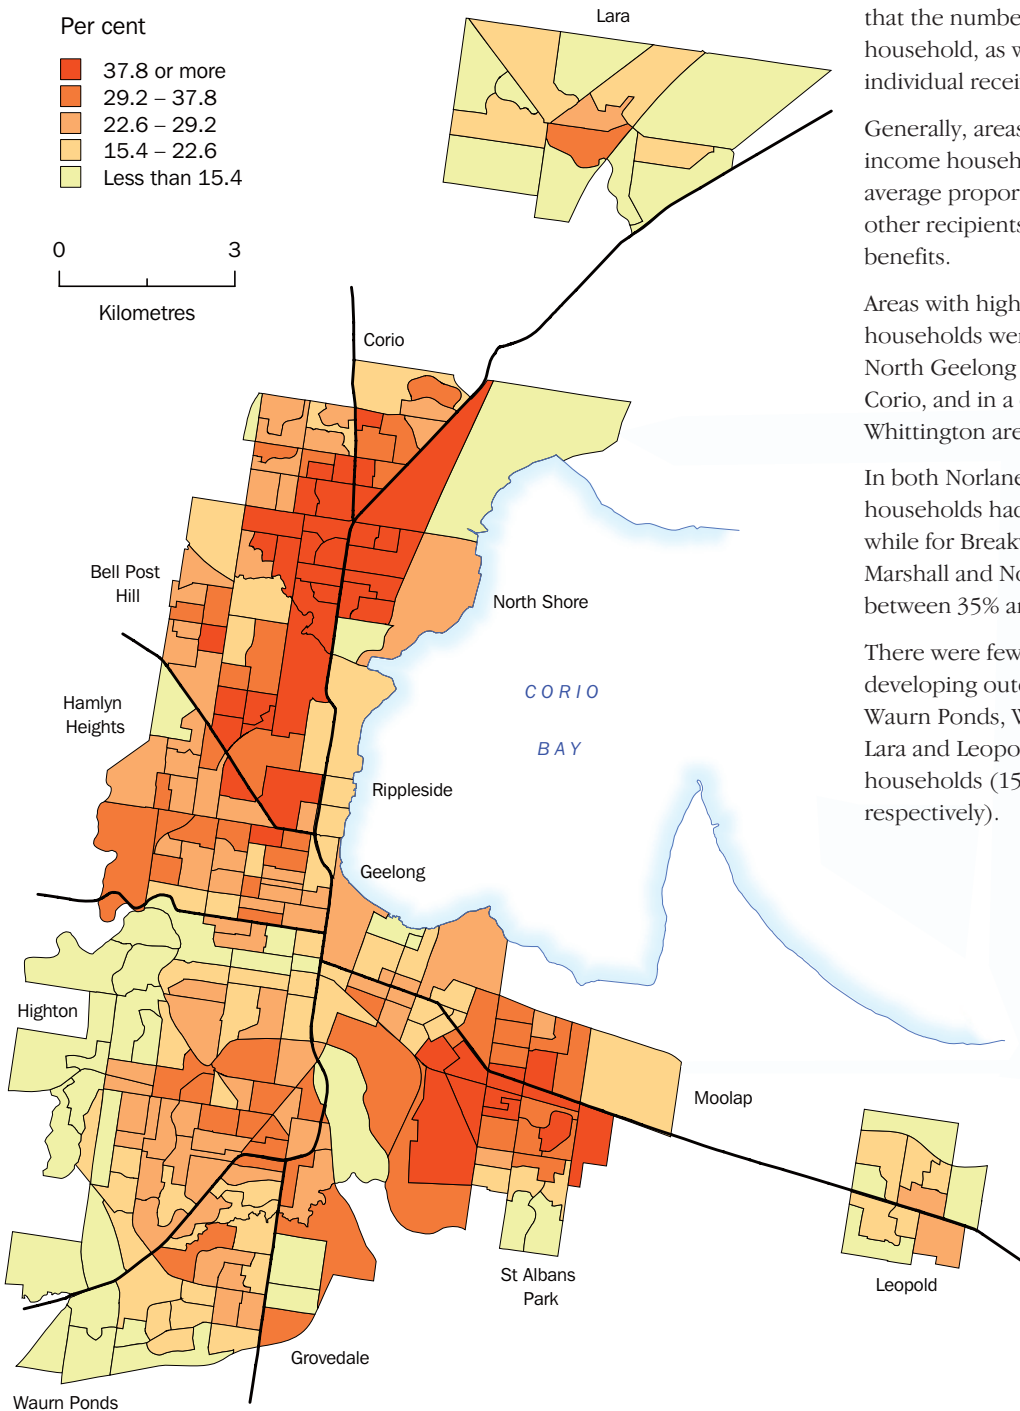 Per cent
37.8 or more
29.2 – 37.8
22.6 – 29.2
15.4 – 22.6
Less than 15.4
0 3
Kilometres
Lara
Corio
Bell Post
Hill
North Shore
Hamlyn
Heights
CORIO
BAY
Rippleside
Geelong
Highton
Moolap
St Albans
Park
Leopold
Grovedale
Waurn Ponds
that the numbe
household, as w
individual recei
Generally, areas
income househ
average propor
other recipients
benefits.
Areas with high
households wer
North Geelong
Corio, and in a
Whittington are
In both Norlane
households had
while for Breakw
Marshall and No
between 35% an
There were few
developing oute
Waurn Ponds, W
Lara and Leopo
households (15
respectively).